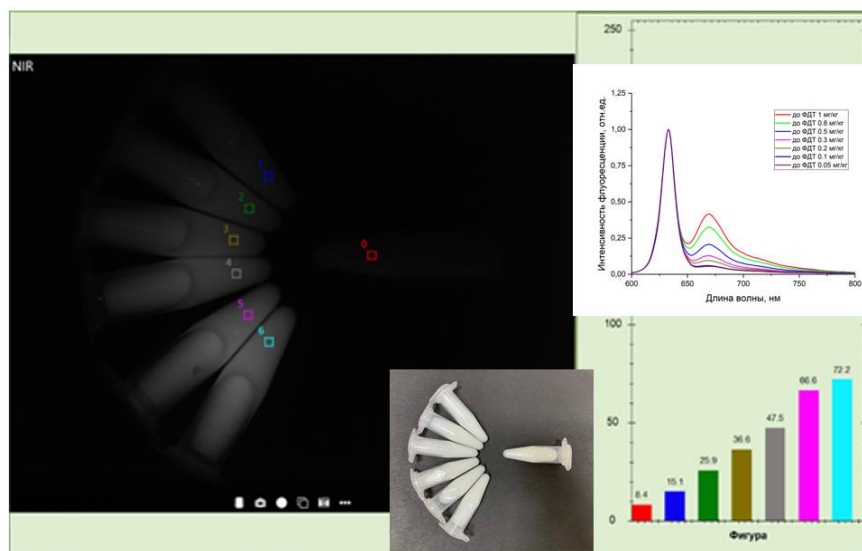 NIR
1
2
3
4
5
6
0
250
1,25
1,00
0,75
0,50
0,25
0,00
Интенсивность флуоресценции, отн.ед.
до ФДТ 1 мг/кг
до ФДТ 0.8 мг/кг
до ФДТ 0.5 мг/кг
до ФДТ 0.3 мг/кг
до ФДТ 0.2 мг/кг
до ФДТ 0.1 мг/кг
до ФДТ 0.05 мг/кг
600 650 700 750 800
Длина волны, нм
100
50
0
8.4 15.1 25.9 36.6 47.5 66.6 72.2
Фигура